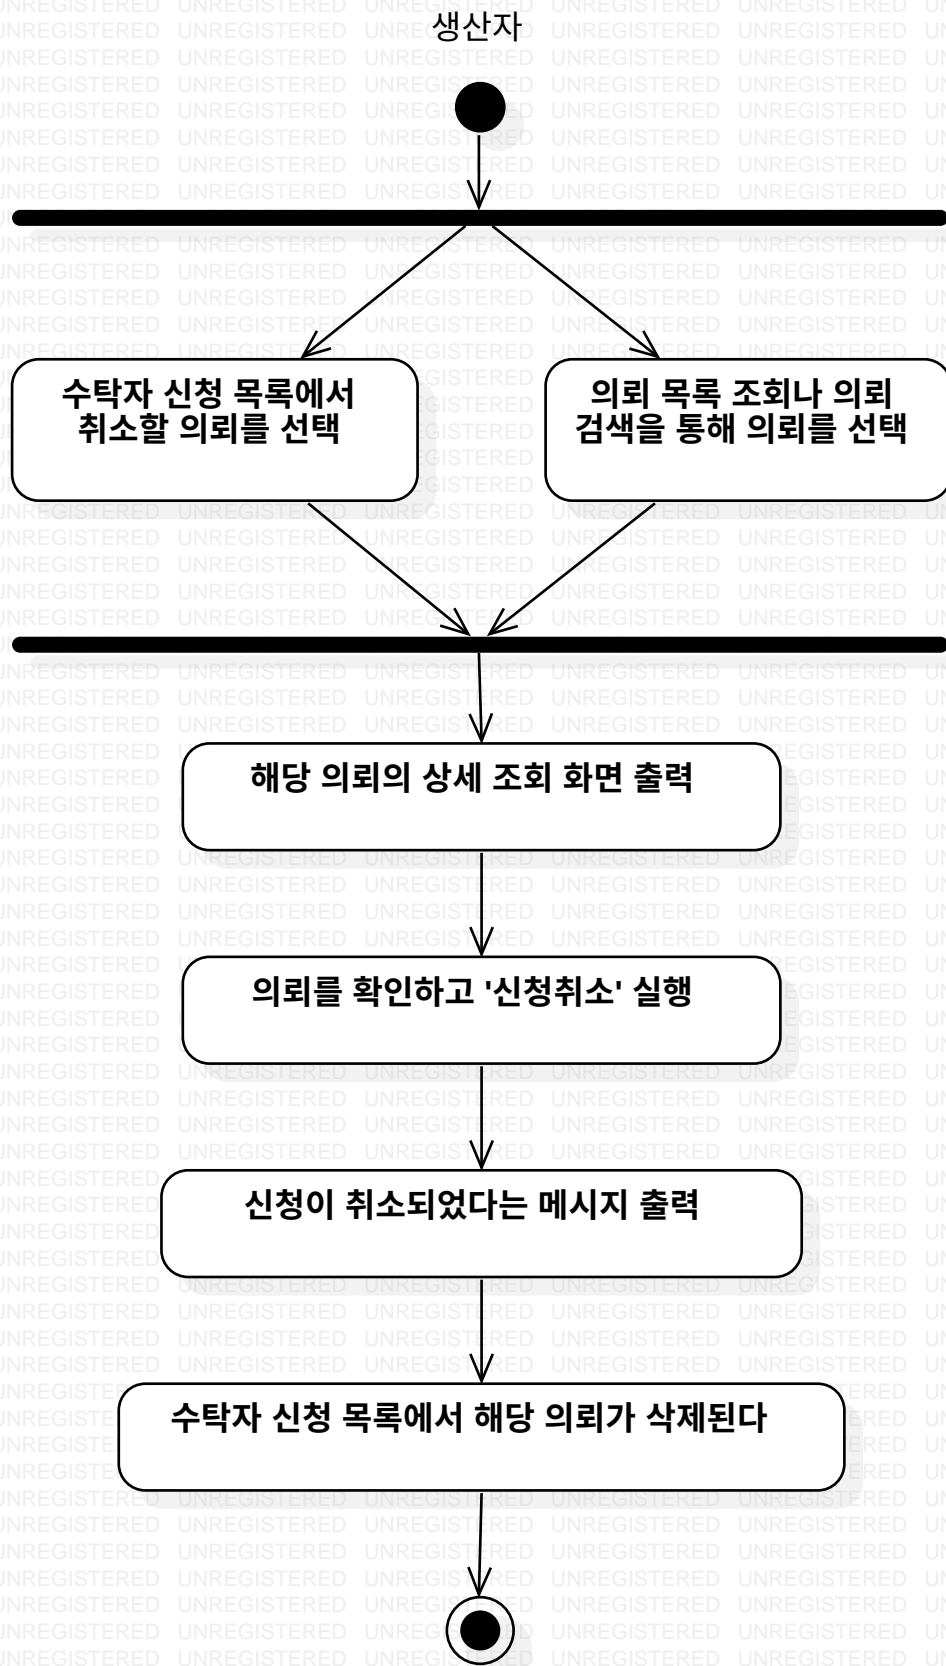 생산자
수탁자 신청 목록에서
취소할 의뢰를 선택
의뢰 목록 조회나 의뢰
검색을 통해 의뢰를 선택
해당 의뢰의 상세 조회 화면 출력
의뢰를 확인하고 '신청취소' 실행
신청이 취소되었다는 메시지 출력
수탁자 신청 목록에서 해당 의뢰가 삭제된다
UNREGISTERED